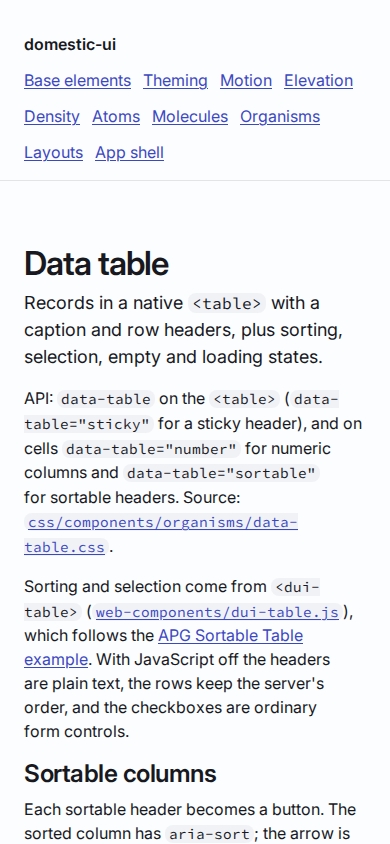 domestic-ui
Base elements Theming Motion Elevation
Density Atoms Molecules Organisms
Layouts App shell
Data table
Records in a native <table> with a
caption and row headers, plus sorting,
selection, empty and loading states.
API: data-table on the <table> ( data-
table="sticky" for a sticky header), and on
cells data-table="number" for numeric
columns and data-table="sortable"
for sortable headers. Source:
css/components/organisms/data-
table.css .
Sorting and selection come from <dui-
table> ( web-components/dui-table.js ),
which follows the APG Sortable Table
example. With JavaScript off the headers
are plain text, the rows keep the server's
order, and the checkboxes are ordinary
form controls.
Sortable columns
Each sortable header becomes a button. The
sorted column has aria-sort ; the arrow is